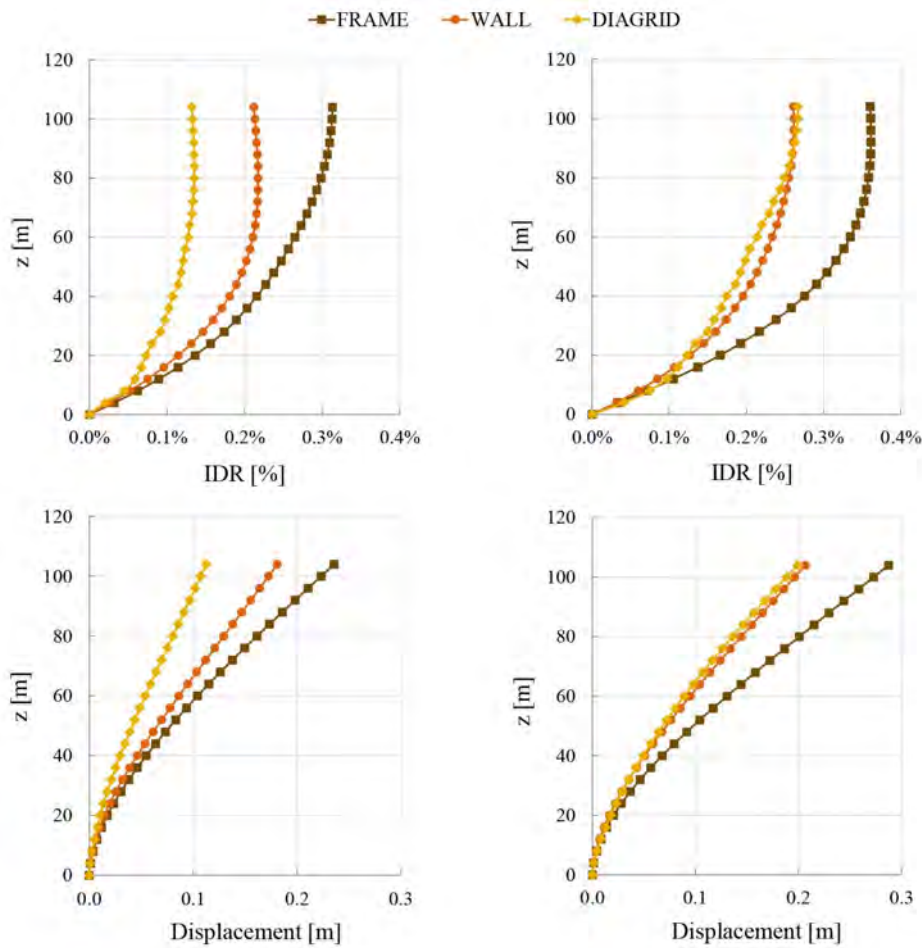 FRAME WALL DIAGRID
120 120
100 100
80 80
60 60
40 40
20 20
0 0
z [m] z [m]
0.0% 0.1% 0.2% 0.3% 0.4% 0.0% 0.1% 0.2% 0.3% 0.4%
IDR [%] IDR [%]
120 120
100 100
80 80
60 60
40 40
20 20
0 0
z [m] z [m]
0.0 0.1 0.2 0.3 0.0 0.1 0.2 0.3
Displacement [m] Displacement [m]